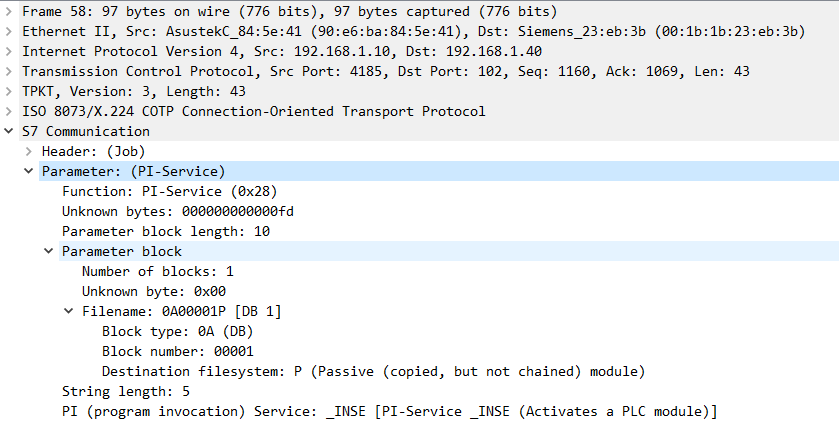 Frame 58: 97 bytes on wire (776 bits), 97 bytes captured (776 bits)
Ethernet II, Src: AsustekC_84:5e:41 (90:e6:ba:84:5e:41), Dst: Siemens_23:eb:3b (00:1b:1b:23:eb:3b)
Internet Protocol Version 4, Src: 192.168.1.10, Dst: 192.168.1.40
Transmission Control Protocol, Src Port: 4185, Dst Port: 102, Seq: 1160, Ack: 1069, Len: 43
TPKT, Version: 3, Length: 43
ISO 8073/X.224 COTP Connection-Oriented Transport Protocol
S7 Communication
Header: (Job)
Parameter: (PI-Service)
Function: PI-Service (0x28)
Unknown bytes: 000000000000fd
Parameter block length: 10
Parameter block
Number of blocks: 1
Unknown byte: 0x00
Filename: 0A00001P [DB 1]
Block type: 0A (DB)
Block number: 00001
Destination filesystem: P (Passive (copied, but not chained) module)
String length: 5
PI (program invocation) Service: _INSE [PI-Service _INSE (Activates a PLC module)]